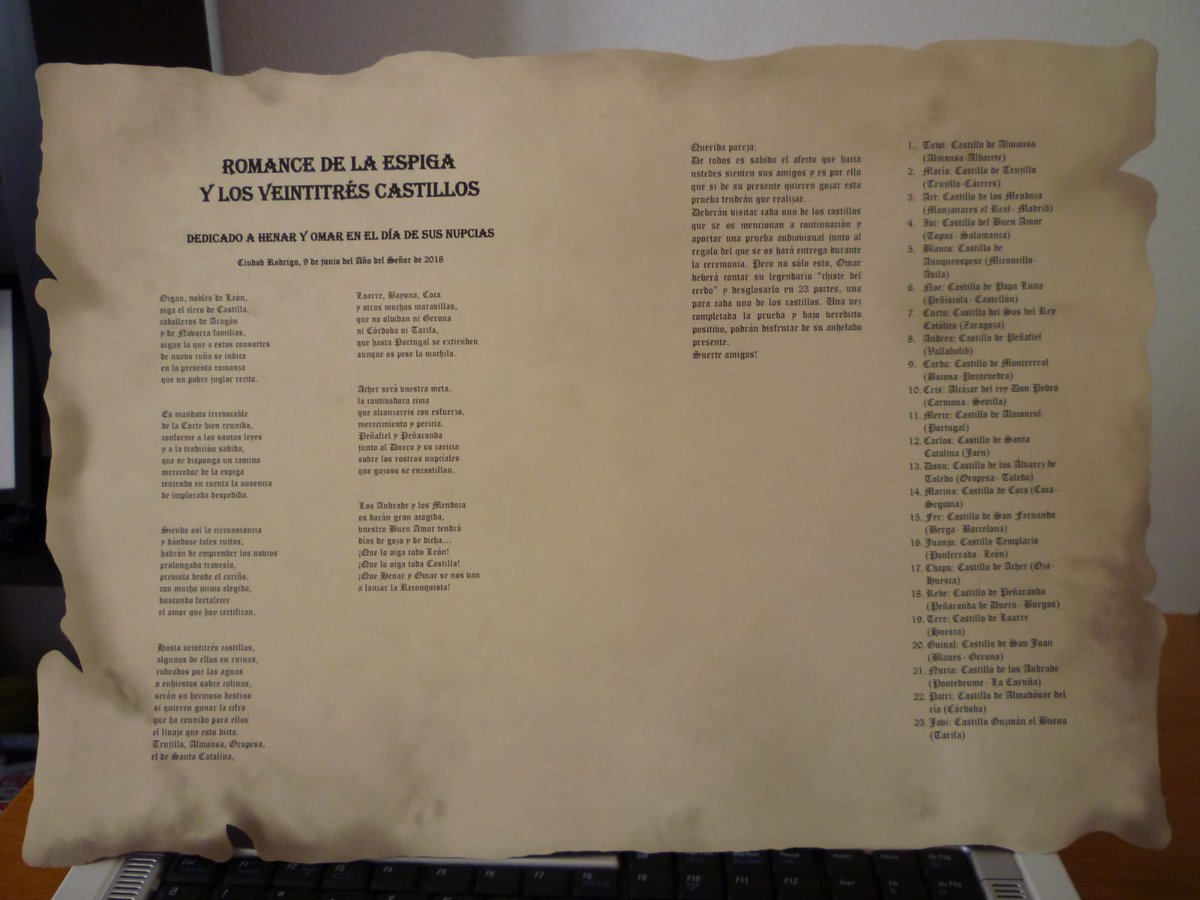 ROMANCE DE LA ESPIGA
Y LOS VEINTITRÉS CASTILLOS
DEDICADO A HENAR Y OMAR EN EL DÍA DE SUS NUPCIAS
Ciudad Rodrigo, 9 de junio del Año del Señor de 2018
Oigan, nobles de León,
oiga el clero de Castilla,
caballeros de Aragón
y de Navarra familias,
oigan lo que a estos consortes
de nuevo cuña se indica
en la presenta romanza
que un pobre juglar recita.
Es mandato irrevocable
de la Corte bien reunida,
conforme a las santas leyes
y a la tradición sabida,
que se disponga un camino
merecedor de la espiga
teniendo en cuenta la ausencia
de implorada despedida.
Siendo así la circunstancia
y dándose tales cuitas,
habrán de emprender los novios
prolongada travesía,
prevista desde el cariño,
con mucho mimo elegida,
buscando fortalecer
el amor que hoy certifican.
Hasta veintitrés castillos,
algunos de ellos en ruinas,
rodeados por las aguas
o enhiestos sobre colinas,
serán su hermoso destino
si quieren ganar la cifra
que ha reunido para ellos
el linaje que esto dicta.
Trujillo, Almansa, Oropesa,
el de Santa Catalina,
Loarre, Bayona, Coca
y otras muchas maravillas,
que no olvidan ni Gerona
ni Córdoba ni Tarifa,
que hasta Portugal se extienden
aunque os pese la mochila.
Acher será vuestra meta,
la cautivadora cima
que alcanzareis con esfuerzo,
merecimiento y pericia.
Peñafiel y Peñaranda
junto al Duero y su caricia
sobre los rostros nupciales
que gozoso se encastillan.
Los Andrade y los Mendoza
os darán gran acogida,
vuestro Buen Amor tendrá
días de gozo y de dicha...
¡Que lo oiga todo León!
¡Que lo oiga toda Castilla!
¡Que Henar y Omar se nos van
a lanzar la Reconquista!
Querida pareja:
De todos es sabido el afecto que hacia
ustedes sienten sus amigos y es por ello
que si de su presente quieren gozar esta
prueba tendrán que realizar.
Deberán visitar cada uno de los castillos
que se os mencionan a continuación y
aportar una prueba audiovisual junto al
regalo del que se os hará entrega durante
la ceremonia. Pero no sólo esto, Omar
deberá contar su legendario "chiste del
cerdo" y desglosarlo en 23 partes, una
para cada uno de los castillos. Una vez
completada la prueba y bajo veredicto
positivo, podrán disfrutar de su anhelado
presente.
Suerte amigos!
1. Towi: Castillo de Almansa
(Almansa-Albacete)
2. María: Castillo de Trujillo
(Trujillo-Cáceres)
3. Art: Castillo de los Mendoza
(Manzanares el Real- Madrid)
4. Ivi: Castillo del Buen Amor
(Topas- Salamanca)
5. Blanco: Castillo de
Aunqueospese (Mironcillo-
Ávila)
6. Noe: Castillo de Papa Luna
(Peñíscola- Castellón)
7. Cueto: Castillo del Sos del Rey
Católico (Zaragoza)
8. Andrea: Castillo de Peñafiel
(Valladolid)
9. Carda: Castillo de Monterreal
(Baiona-Pontevedra)
10. Cris: Alcázar del rey Don Pedro
(Carmona- Sevilla)
11. Merce: Castillo de Almourol
(Portugal)
12. Carlos: Castillo de Santa
Catalina (Jaén)
13. Dosu: Castillo de los Álvarez de
Toledo (Oropesa- Toledo)
14. Marina: Castillo de Coca (Coca-
Segovia)
15. Fer: Castillo de San Fernando
(Berga- Barcelona)
16. Juanjo: Castillo Templario
(Ponferrada- León)
17. Chapu: Castillo de Acher (Oza-
Huesca)
18. Rebe: Castillo de Peñaranda
(Peñaranda de Duero- Burgos)
19. Tere: Castillo de Loarre
(Huesca)
20. Guinal: Castillo de San Juan
(Blanes- Gerona)
21. Nuria: Castillo de los Andrade
(Pontedeume- La Coruña)
22. Patri: Castillo de Almodóvar del
río (Córdoba)
23. Javi: Castillo Guzmán el Bueno
(Tarifa)